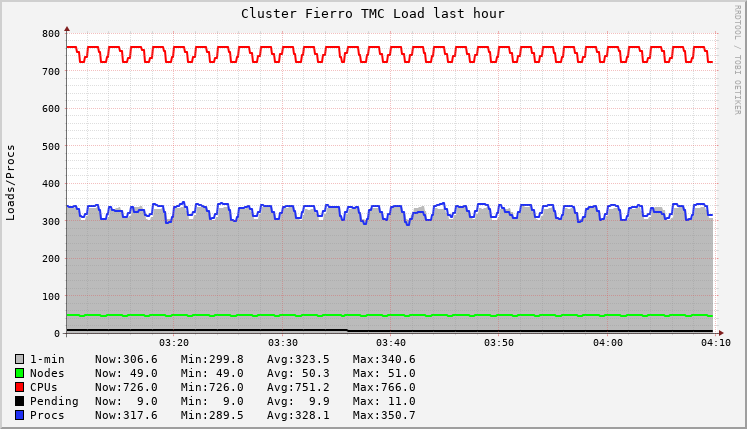 Cluster Fierro TMC Load last hour
RRDTOOL / TOBI OETIKER
Loads/Procs
800
700
600
500
400
300
200
100
0
03:20 03:30 03:40 03:50 04:00 04:10
1-min Now:306.6 Min:299.8 Avg:323.5 Max:340.6
Nodes Now: 49.0 Min: 49.0 Avg: 50.3 Max: 51.0
CPUs Now:726.0 Min:726.0 Avg:751.2 Max:766.0
Pending Now: 9.0 Min: 9.0 Avg: 9.9 Max: 11.0
Procs Now:317.6 Min:289.5 Avg:328.1 Max:350.7